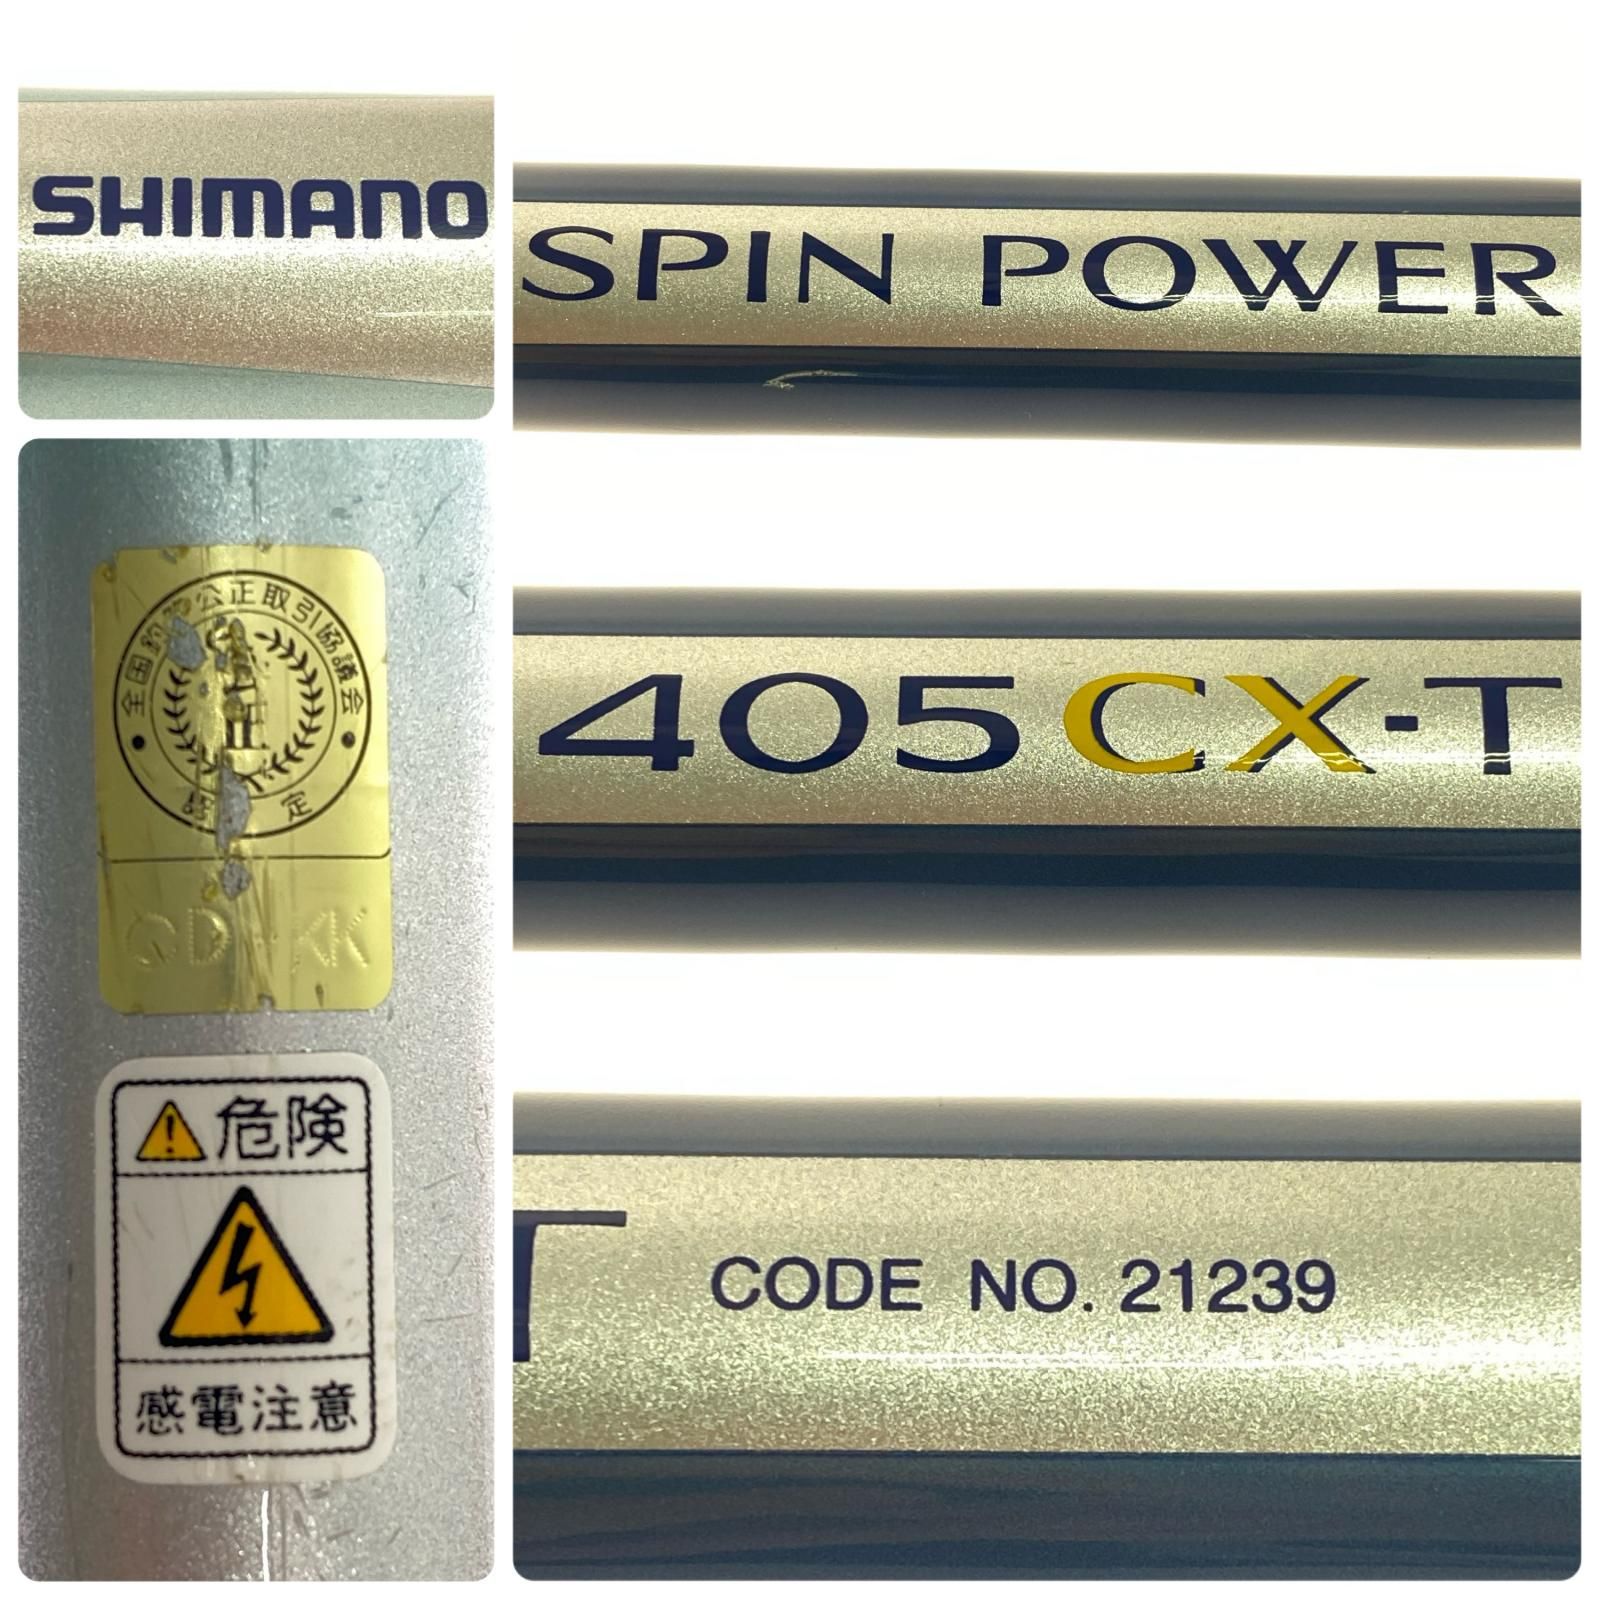 SHIMANO
SPIN POWER
405CX-T
T
CODE NO. 21239
全国釣 公正取引協議会
認 定
危険
感電注意